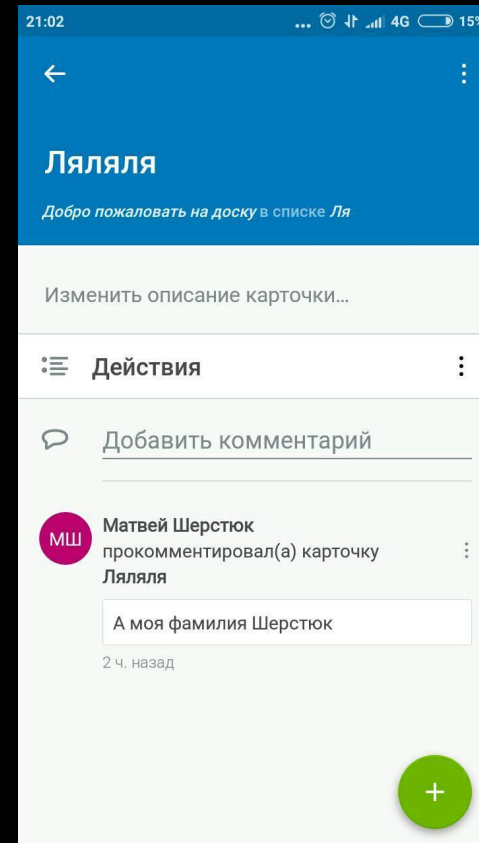 21:02 ... 4G 15%
Ляляля
Добро пожаловать на доску в списке Ля
Изменить описание карточки...
Действия
Добавить комментарий
МШ
Матвей Шерстюк
прокомментировал(а) карточку
Ляляля
А моя фамилия Шерстюк
2 ч. назад